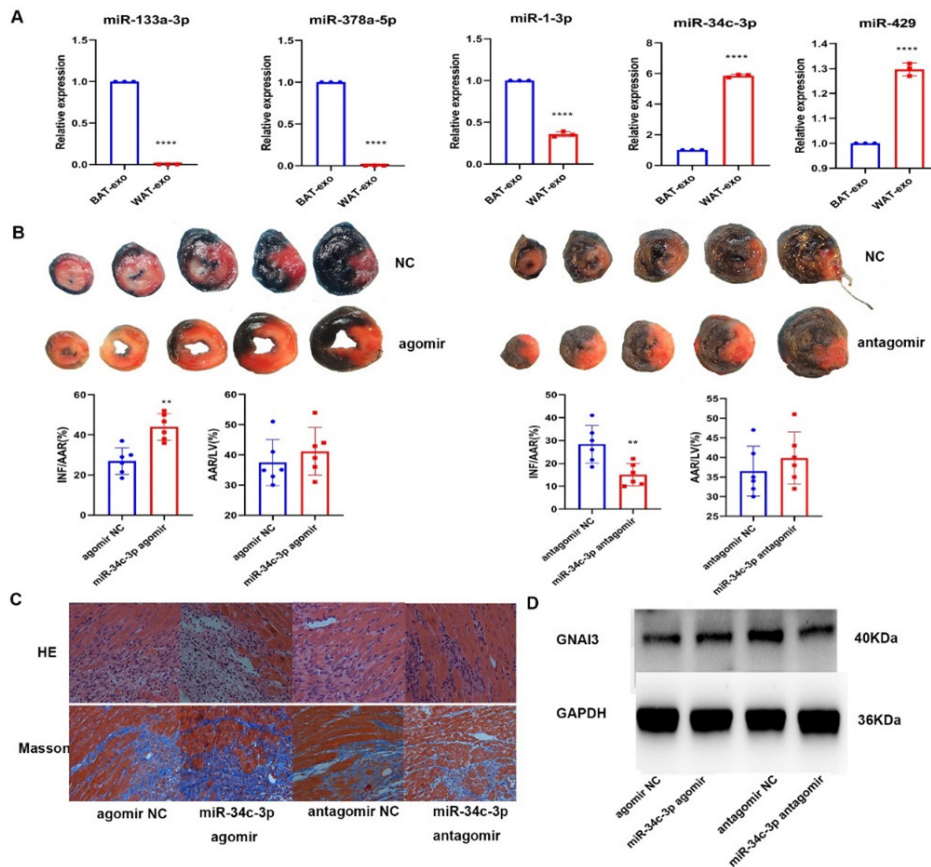 A
miR-133a-3p
Relative expression
1.5
1.0
0.5
0.0
****
BAT-exo
WAT-exo
miR-378a-5p
Relative expression
1.5
1.0
0.5
0.0
****
BAT-exo
WAT-exo
miR-1-3p
Relative expression
1.5
1.0
0.5
0.0
****
BAT-exo
WAT-exo
miR-34c-3p
Relative expression
8
6
4
2
0
****
BAT-exo
WAT-exo
miR-429
Relative expression
1.4
1.3
1.2
1.1
1.0
0.9
****
BAT-exo
WAT-exo
B
NC
agomir
NC
antagomir
INF/AAR(%)
60
40
20
0
**
agomir NC
miR-34c-3p agomir
AAR/LV(%)
60
50
40
30
20
agomir NC
miR-34c-3p agomir
INF/AAR(%)
50
40
30
20
10
0
**
antagomir NC
miR-34c-3p antagomir
AAR/LV(%)
55
50
45
40
35
30
25
antagomir NC
miR-34c-3p antagomir
C
HE
Masson
agomir NC
miR-34c-3p
agomir
antagomir NC
miR-34c-3p
antagomir
D
GNAI3
40KDa
GAPDH
36KDa
agomir NC
miR-34c-3p agomir
antagomir NC
miR-34c-3p antagomir